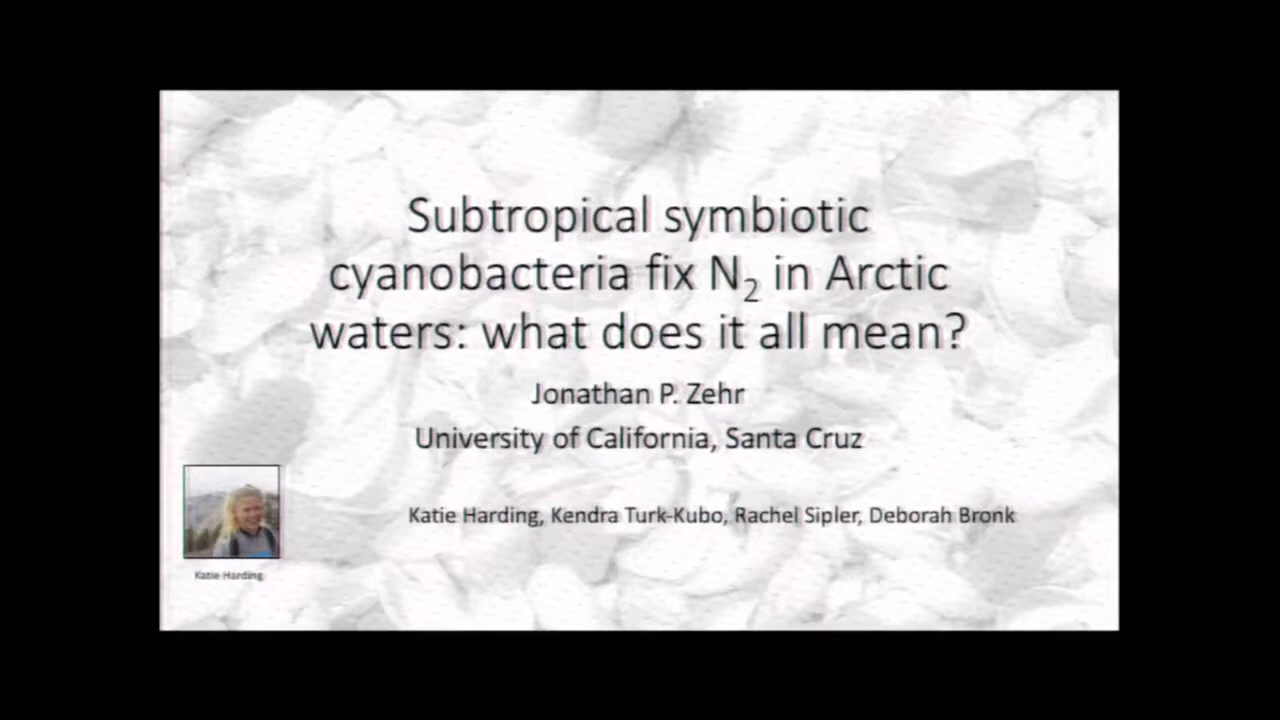 Subtropical symbiotic
cyanobacteria fix N₂ in Arctic
waters: what does it all mean?
Jonathan P. Zehr
University of California, Santa Cruz
Katie Harding, Kendra Turk-Kubo, Rachel Sipler, Deborah Bronk
Katie Harding